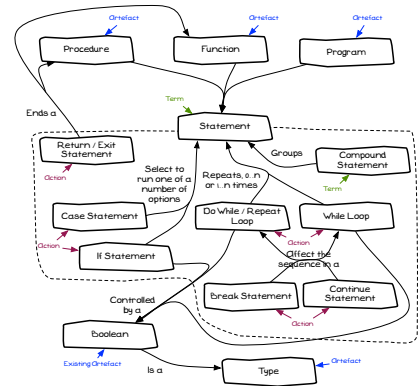 Artefact
Artefact
Artefact
Procedure
Function
Program
Term
Ends a
Statement
Return / Exit
Statement
Groups
Compound
Statement
Action
Select to
run one of a
number of
options
Repeats, 0..n
or 1..n times
Term
Case Statement
Do While / Repeat
Loop
While Loop
Action
Action
If Statement
Affect the
sequence in a
Controlled
by a
Break Statement
Continue
Statement
Action
Boolean
Existing Artefact
Is a
Type
Artefact